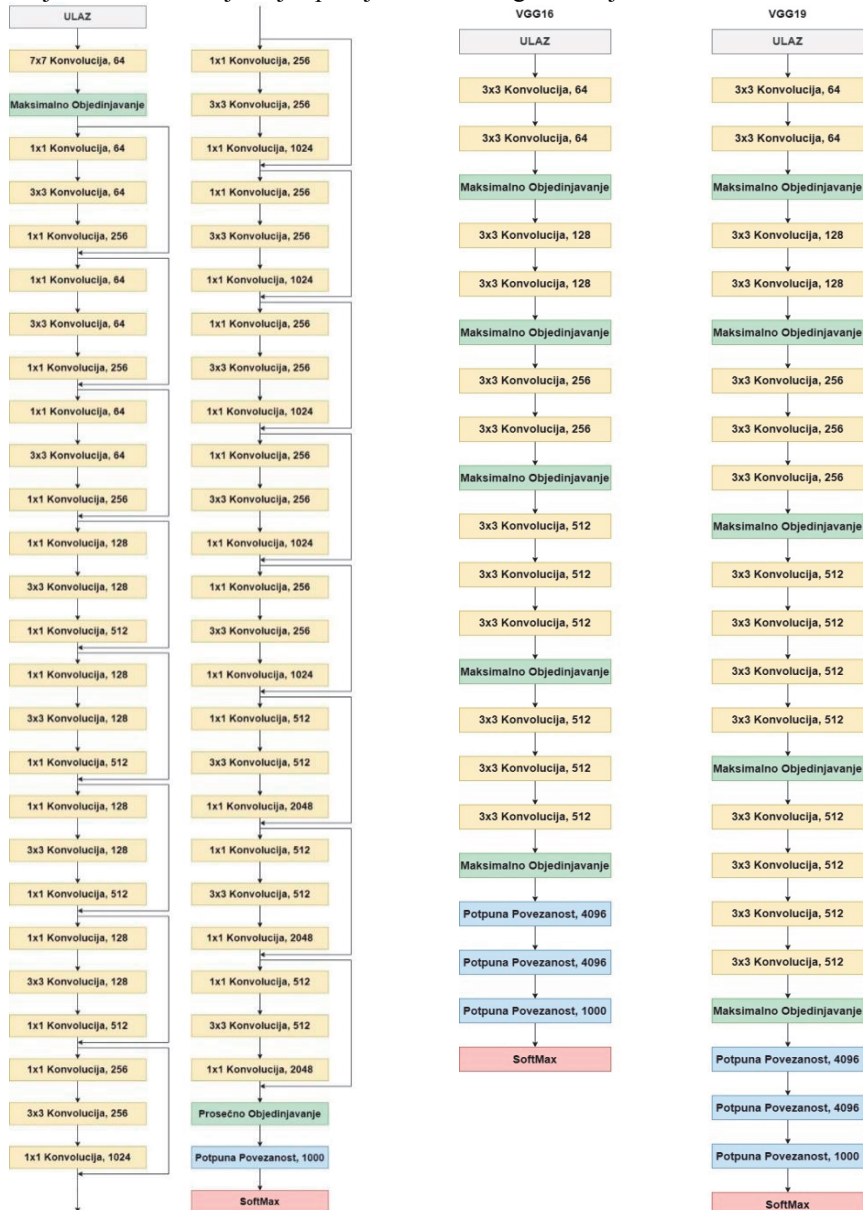 ULAZ
7x7 Konvolucija, 64
Maksimalno Objedinjavanje
1x1 Konvolucija, 64
3x3 Konvolucija, 64
1x1 Konvolucija, 256
1x1 Konvolucija, 64
3x3 Konvolucija, 64
1x1 Konvolucija, 256
1x1 Konvolucija, 64
3x3 Konvolucija, 64
1x1 Konvolucija, 256
1x1 Konvolucija, 128
3x3 Konvolucija, 128
1x1 Konvolucija, 512
1x1 Konvolucija, 128
3x3 Konvolucija, 128
1x1 Konvolucija, 512
1x1 Konvolucija, 128
3x3 Konvolucija, 128
1x1 Konvolucija, 512
1x1 Konvolucija, 128
3x3 Konvolucija, 128
1x1 Konvolucija, 512
1x1 Konvolucija, 256
3x3 Konvolucija, 256
1x1 Konvolucija, 1024
1x1 Konvolucija, 256
3x3 Konvolucija, 256
1x1 Konvolucija, 1024
1x1 Konvolucija, 256
3x3 Konvolucija, 256
1x1 Konvolucija, 1024
1x1 Konvolucija, 256
3x3 Konvolucija, 256
1x1 Konvolucija, 1024
1x1 Konvolucija, 256
3x3 Konvolucija, 256
1x1 Konvolucija, 1024
1x1 Konvolucija, 256
3x3 Konvolucija, 256
1x1 Konvolucija, 1024
1x1 Konvolucija, 512
3x3 Konvolucija, 512
1x1 Konvolucija, 2048
1x1 Konvolucija, 512
3x3 Konvolucija, 512
1x1 Konvolucija, 2048
1x1 Konvolucija, 512
3x3 Konvolucija, 512
1x1 Konvolucija, 2048
Prosečno Objedinjavanje
Potpuna Povezanost, 1000
SoftMax
VGG16
ULAZ
3x3 Konvolucija, 64
3x3 Konvolucija, 64
Maksimalno Objedinjavanje
3x3 Konvolucija, 128
3x3 Konvolucija, 128
Maksimalno Objedinjavanje
3x3 Konvolucija, 256
3x3 Konvolucija, 256
Maksimalno Objedinjavanje
3x3 Konvolucija, 512
3x3 Konvolucija, 512
3x3 Konvolucija, 512
Maksimalno Objedinjavanje
3x3 Konvolucija, 512
3x3 Konvolucija, 512
3x3 Konvolucija, 512
Maksimalno Objedinjavanje
Potpuna Povezanost, 4096
Potpuna Povezanost, 4096
Potpuna Povezanost, 1000
SoftMax
VGG19
ULAZ
3x3 Konvolucija, 64
3x3 Konvolucija, 64
Maksimalno Objedinjavanje
3x3 Konvolucija, 128
3x3 Konvolucija, 128
Maksimalno Objedinjavanje
3x3 Konvolucija, 256
3x3 Konvolucija, 256
3x3 Konvolucija, 256
Maksimalno Objedinjavanje
3x3 Konvolucija, 512
3x3 Konvolucija, 512
3x3 Konvolucija, 512
3x3 Konvolucija, 512
Maksimalno Objedinjavanje
3x3 Konvolucija, 512
3x3 Konvolucija, 512
3x3 Konvolucija, 512
3x3 Konvolucija, 512
Maksimalno Objedinjavanje
Potpuna Povezanost, 4096
Potpuna Povezanost, 4096
Potpuna Povezanost, 1000
SoftMax